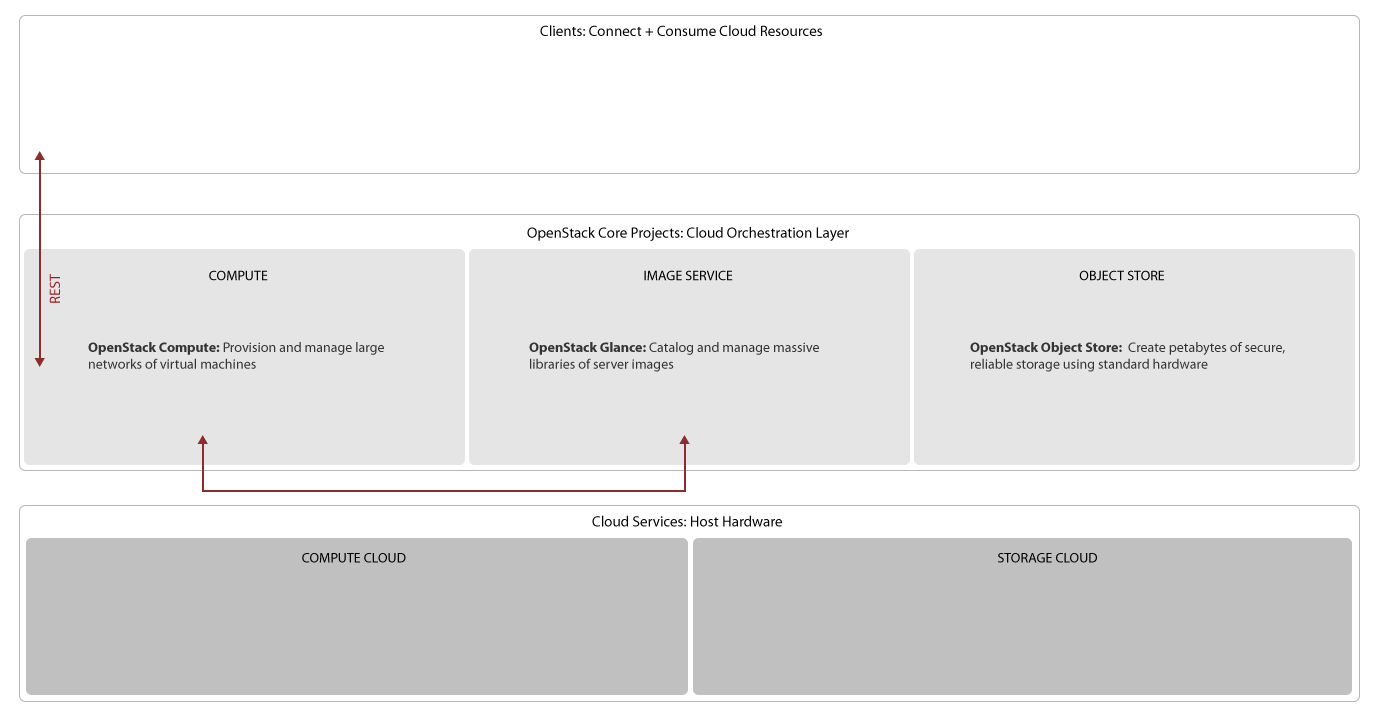 Clients: Connect + Consume Cloud Resources
OpenStack Core Projects: Cloud Orchestration Layer
COMPUTE
IMAGE SERVICE
OBJECT STORE
REST
OpenStack Compute: Provision and manage large
networks of virtual machines
OpenStack Glance: Catalog and manage massive
libraries of server images
OpenStack Object Store: Create petabytes of secure,
reliable storage using standard hardware
Cloud Services: Host Hardware
COMPUTE CLOUD
STORAGE CLOUD